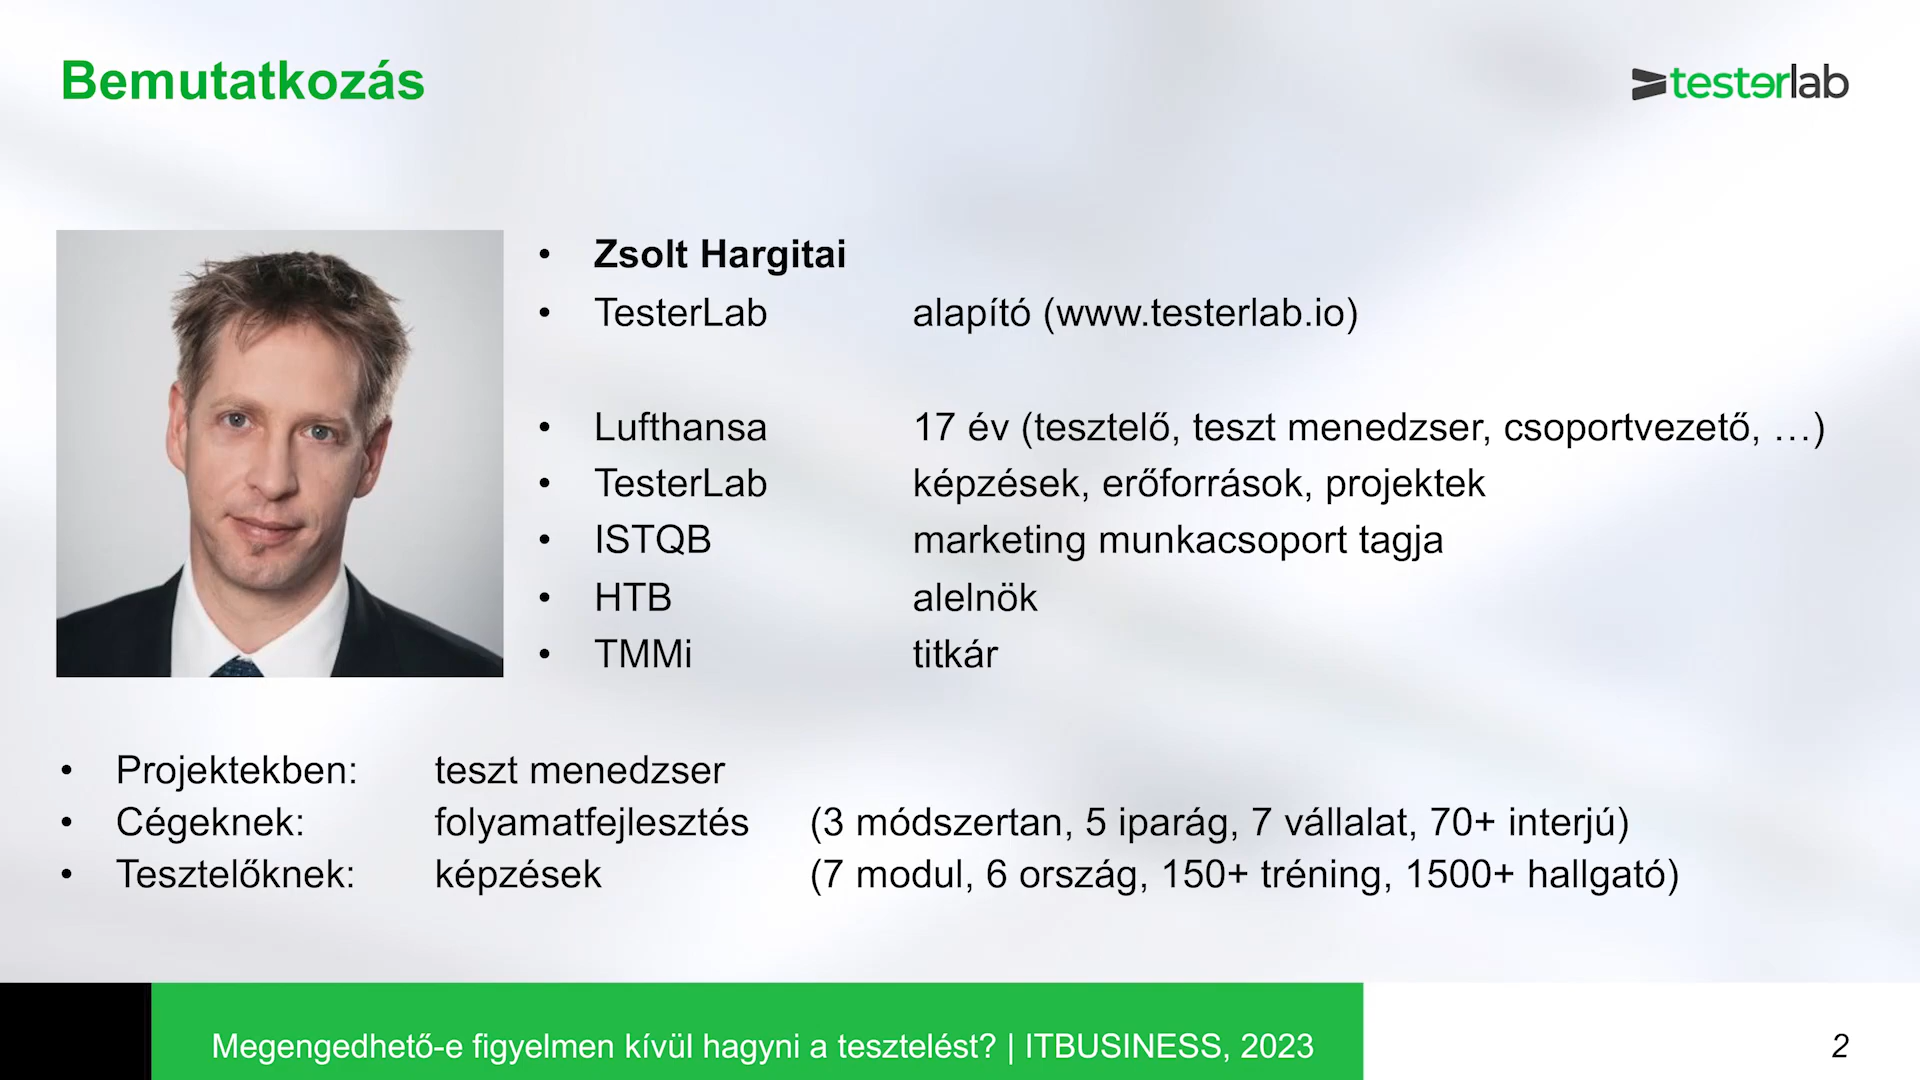 Bemutatkozás
testerlab
• Zsolt Hargitai
• TesterLab alapító (www.testerlab.io)
• Lufthansa 17 év (tesztelő, teszt menedzser, csoportvezető, …)
• TesterLab képzések, erőforrások, projektek
• ISTQB marketing munkacsoport tagja
• HTB alelnök
• TMMi titkár
• Projektekben: teszt menedzser
• Cégeknek: folyamatfejlesztés (3 módszertan, 5 iparág, 7 vállalat, 70+ interjú)
• Tesztelőknek: képzések (7 modul, 6 ország, 150+ tréning, 1500+ hallgató)
Megengedhető-e figyelmen kívül hagyni a tesztelést? | ITBUSINESS, 2023
2